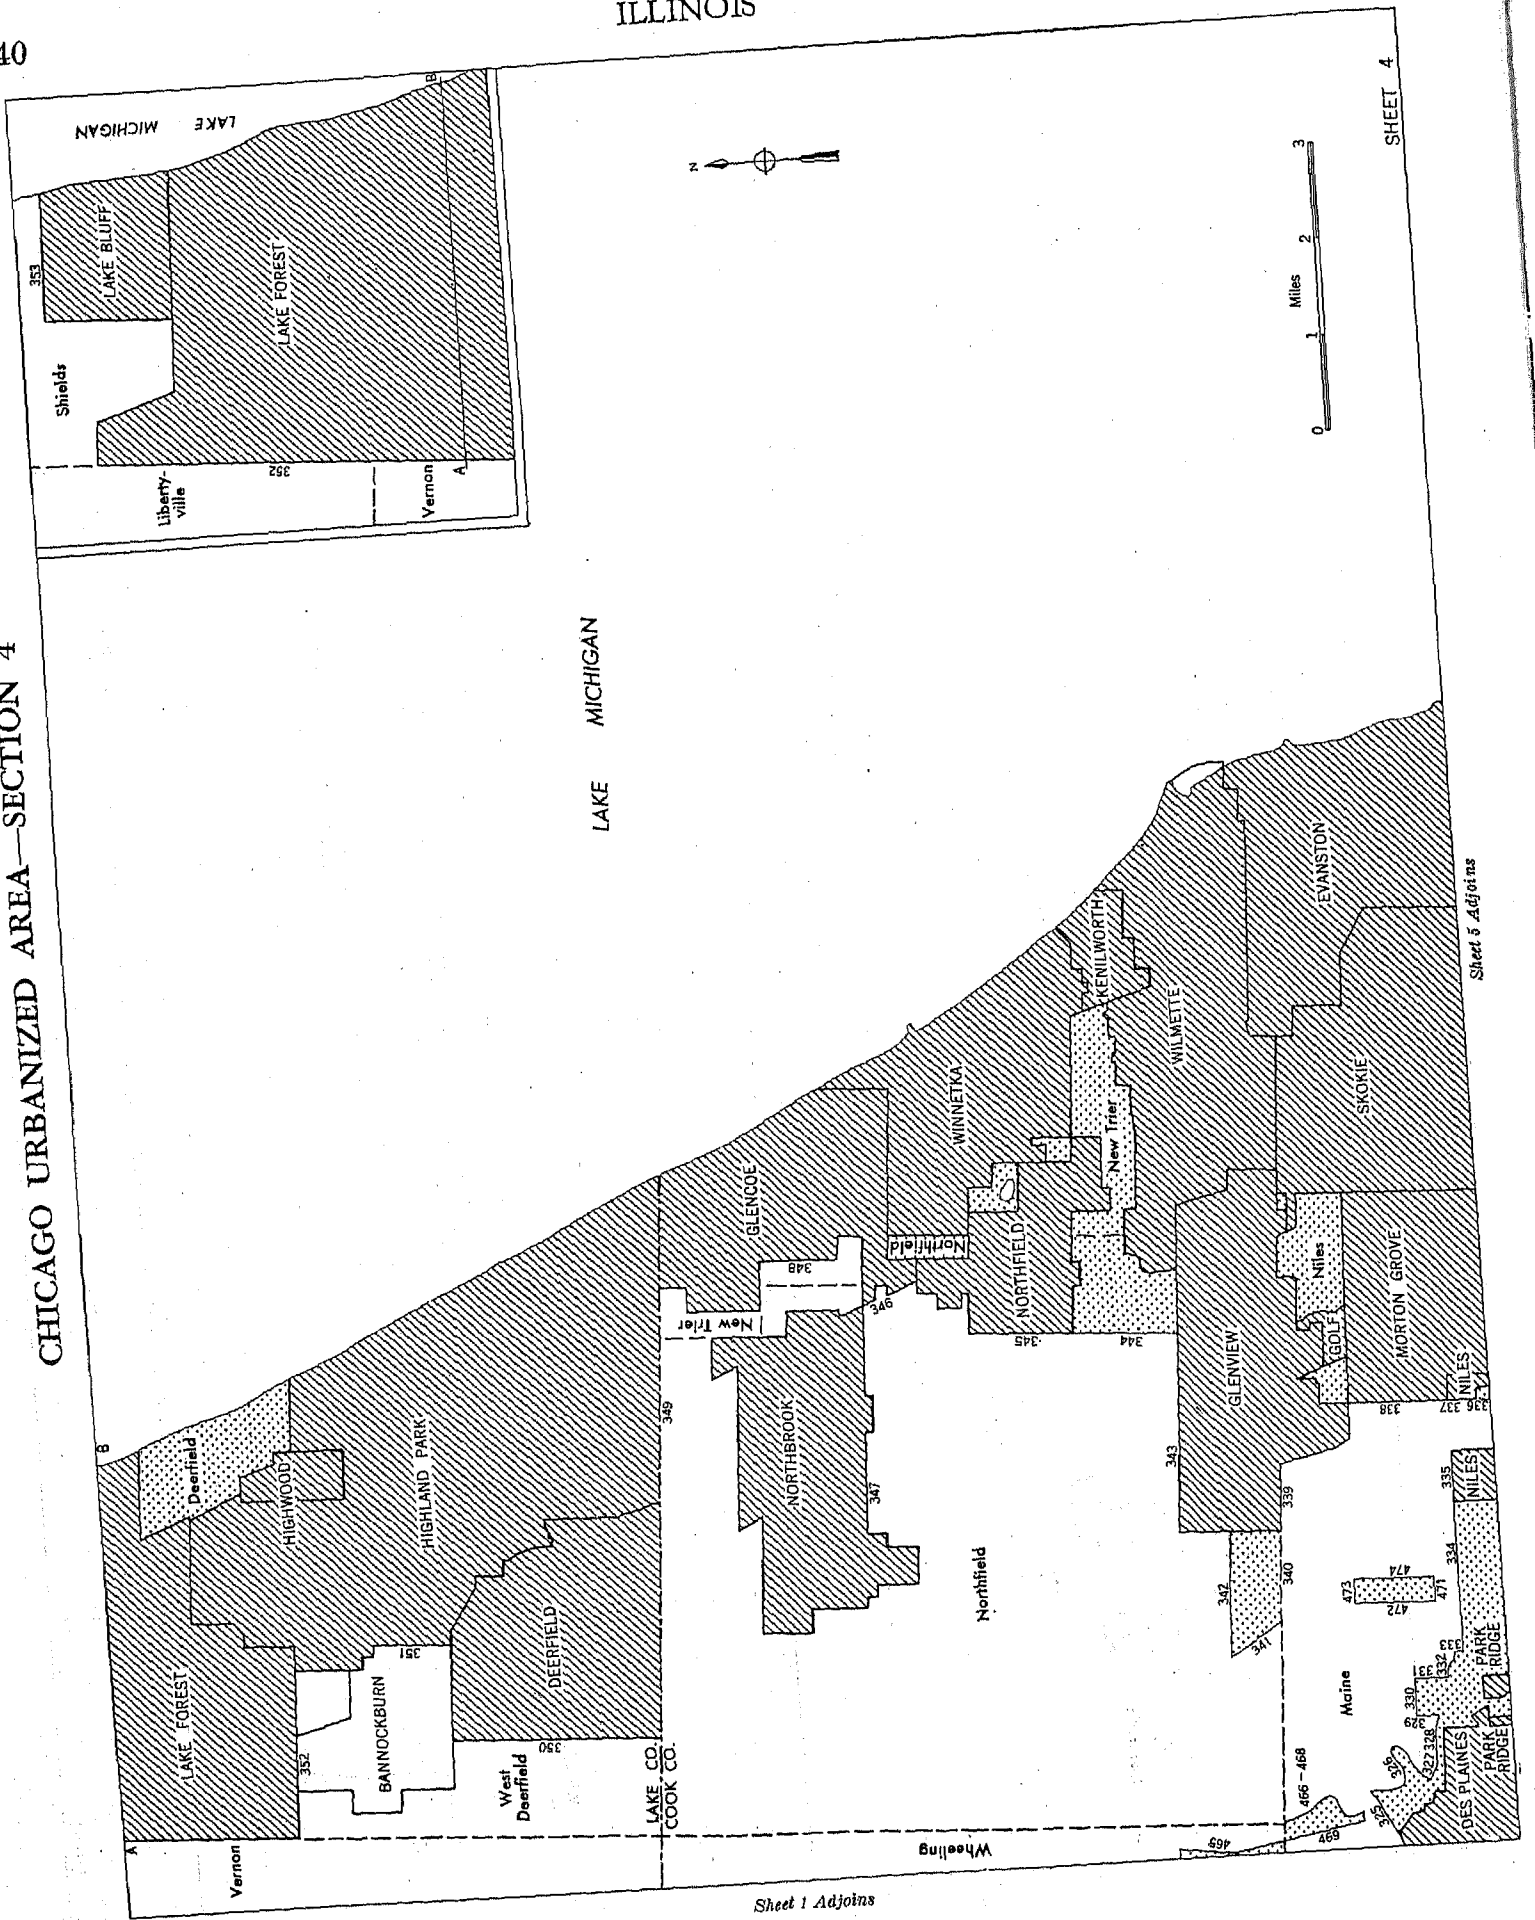 40
ILLINOIS
CHICAGO URBANIZED AREA—SECTION 4
LAKE MICHIGAN
B
353
LAKE BLUFF
Shields
LAKE FOREST
352
Liberty-
ville
Vernon
A
N
SHEET 4
0
1
2
3
Miles
LAKE MICHIGAN
B
Deerfield
HIGHWOOD
HIGHLAND PARK
LAKE FOREST
A
Vernon
352
BANNOCKBURN
351
DEERFIELD
350
West
Deerfield
LAKE CO.
COOK CO.
349
New Trier
348
GLENCOE
346
NORTHBROOK
347
Northfield
WINNETKA
Northfield
NORTHFIELD
345
344
New Trier
KENILWORTH
WILMETTE
EVANSTON
SKOKIE
GLENVIEW
343
339
342
340
341
Niles
GOLF
MORTON GROVE
338
337
NILES
336
335
NILES
334
473
474
472
471
Maine
333
332
331
330
329
328
327
326
325
PARK
RIDGE
PARK
RIDGE
DES PLAINES
466-468
469
465
Wheeling
Sheet 5 Adjoins
Sheet 1 Adjoins